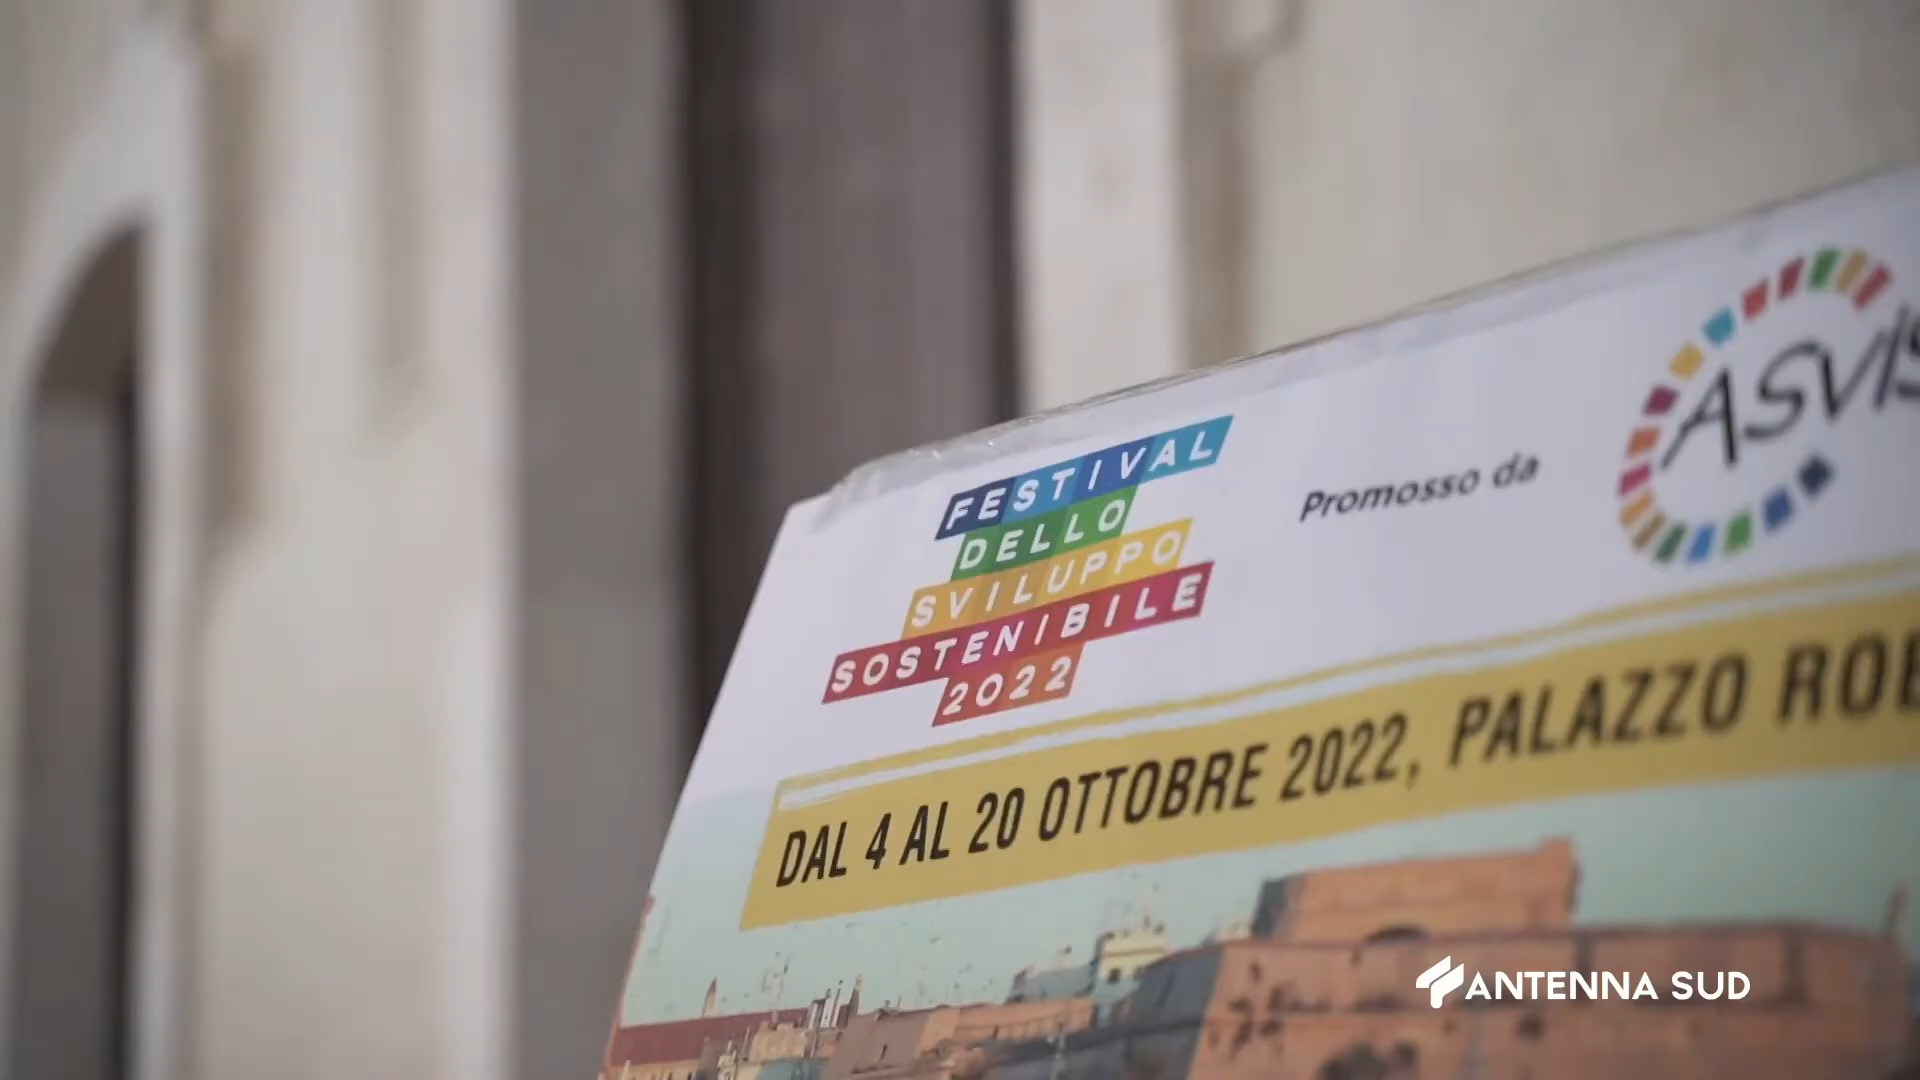 FESTIVAL
DELLO
SVILUPPO
SOSTENIBILE
2022
Promosso da
ASVIS
DAL 4 AL 20 OTTOBRE 2022, PALAZZO
ANTENNA SUD